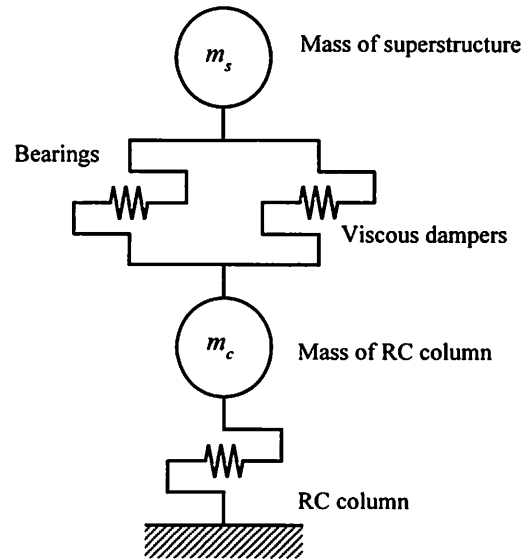 m_s
Mass of superstructure
Bearings
Viscous dampers
m_c
Mass of RC column
RC column